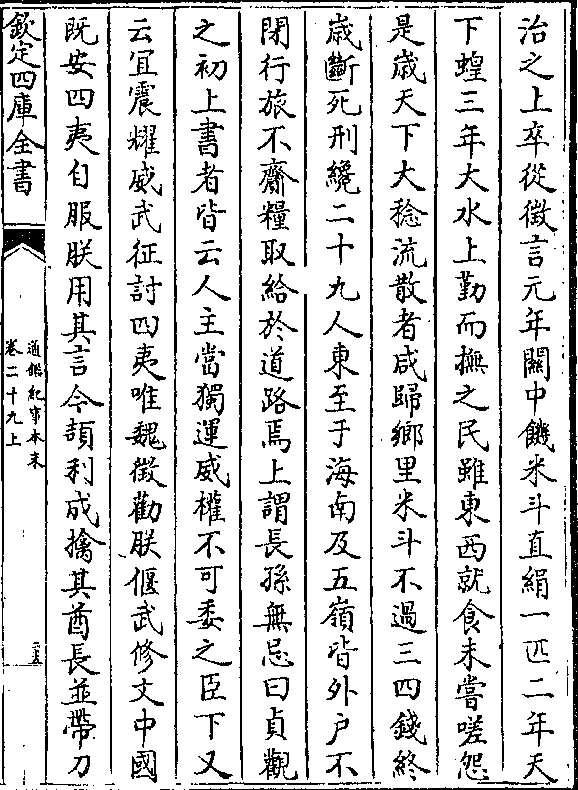 治之上卒從徵言元年關中饑米斗直絹一匹二年天
下蝗三年大水上勤而撫之民雖東西就食未嘗嗟怨
是歲天下大稔流散者咸歸鄉里米斗不過三四錢終
歲斷死刑纔二十九人東至于海南及五嶺皆外户不
閉行旅不齎糧取給於道路焉上謂長孫無忌曰貞觀
之初上書者皆云人主當獨運威權不可委之臣下又
云宜震耀威武征討四夷唯魏徵勸朕偃武修文中國
既安四夷自服朕用其言今頡利成擒其酋長並帶刀
欽定四庫全書
通鑑紀事本末
卷二十九上